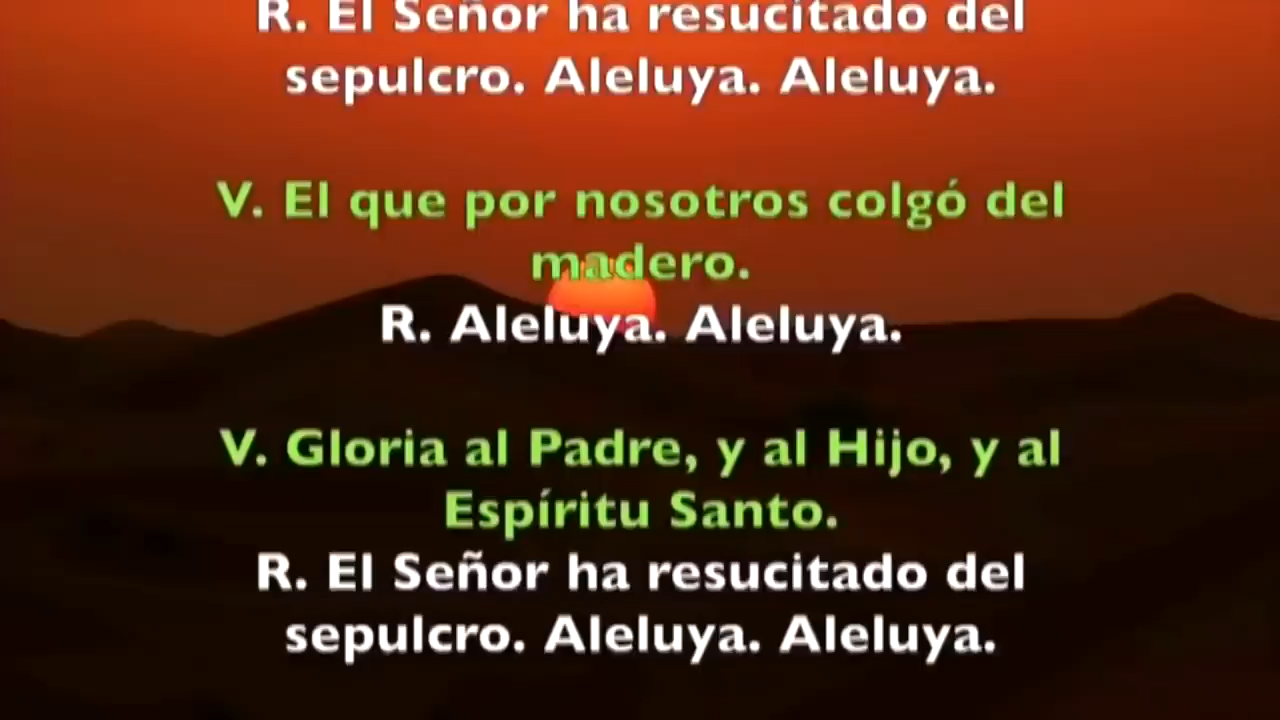 R. El Señor ha resucitado del
sepulcro. Aleluya. Aleluya.
V. El que por nosotros colgó del
madero.
R. Aleluya. Aleluya.
V. Gloria al Padre, y al Hijo, y al
Espíritu Santo.
R. El Señor ha resucitado del
sepulcro. Aleluya. Aleluya.